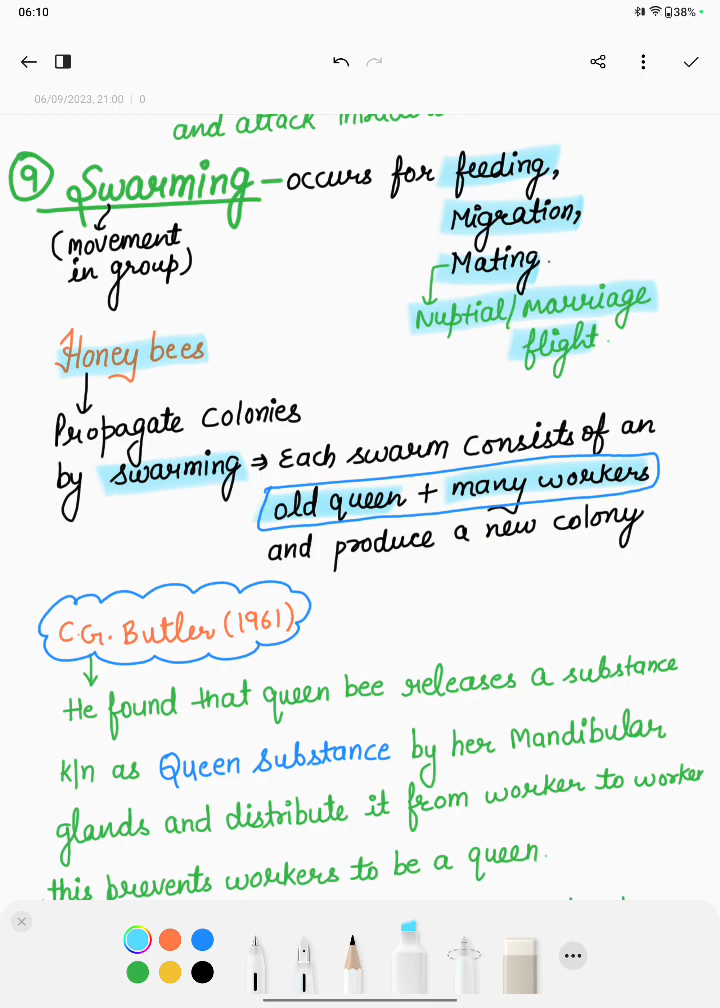 06:10
38%
06/09/2023, 21:00 | 0
and attack
9 Swarming – occurs for feeding,
(movement in group)
Migration,
Mating.
Nuptial/Marriage
flight.
Honey bees
Propagate colonies
by swarming ⇒ Each swarm consists of an
old queen + many workers
and produce a new colony
C.G. Butler (1961)
He found that queen bee releases a substance
k/n as Queen substance by her Mandibular
glands and distribute it from worker to worker
this prevents workers to be a queen.